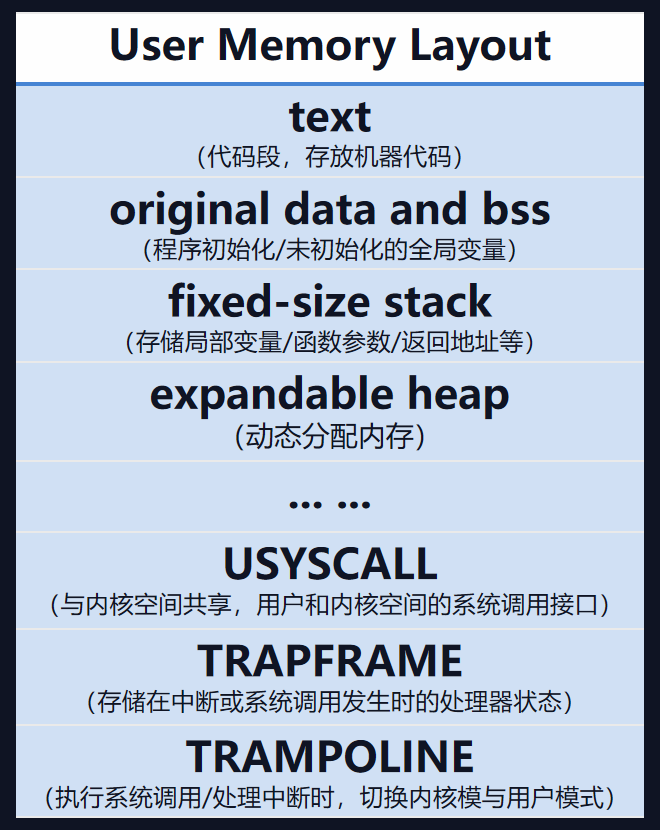 User Memory Layout
text
（代码段，存放机器代码）
original data and bss
（程序初始化/未初始化的全局变量）
fixed-size stack
（存储局部变量/函数参数/返回地址等）
expandable heap
（动态分配内存）
... ...
USYSCALL
（与内核空间共享，用户和内核空间的系统调用接口）
TRAPFRAME
（存储在中断或系统调用发生时的处理器状态）
TRAMPOLINE
（执行系统调用/处理中断时，切换内核模与用户模式）